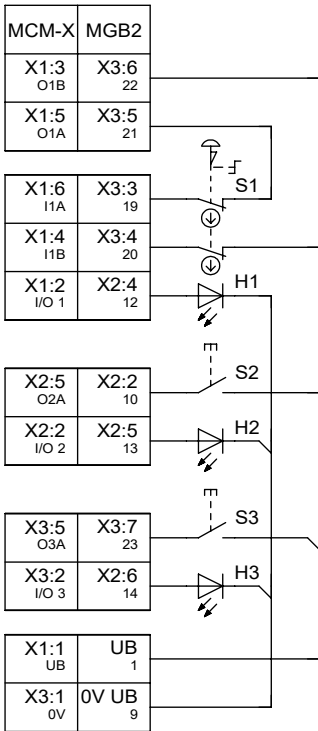 MCM-X MGB2
X1:3 X3:6
O1B 22
X1:5 X3:5
O1A 21
X1:6 X3:3 S1
I1A 19
X1:4 X3:4
I1B 20
X1:2 X2:4 H1
I/O 1 12
X2:5 X2:2 S2
O2A 10
X2:2 X2:5 H2
I/O 2 13
X3:5 X3:7 S3
O3A 23
X3:2 X2:6 H3
I/O 3 14
X1:1 UB
UB 1
X3:1 0V UB
0V 9